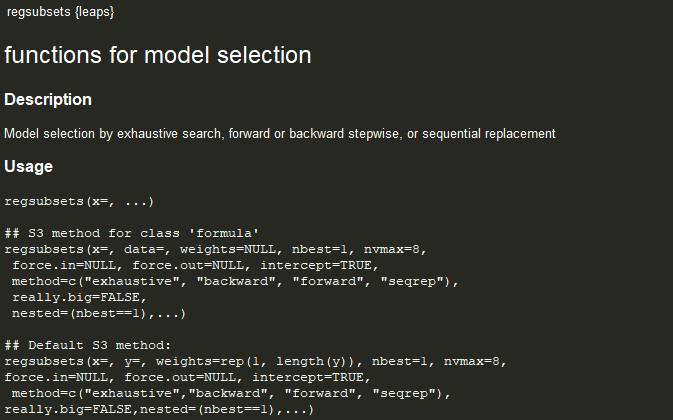 regsubsets {leaps}
functions for model selection
Description
Model selection by exhaustive search, forward or backward stepwise, or sequential replacement
Usage
regsubsets(x=, ...)
## S3 method for class 'formula'
regsubsets(x=, data=, weights=NULL, nbest=1, nvmax=8,
force.in=NULL, force.out=NULL, intercept=TRUE,
method=c("exhaustive", "backward", "forward", "seqrep"),
really.big=FALSE,
nested=(nbest==1),...)
## Default S3 method:
regsubsets(x=, y=, weights=rep(1, length(y)), nbest=1, nvmax=8,
force.in=NULL, force.out=NULL, intercept=TRUE,
method=c("exhaustive","backward", "forward", "seqrep"),
really.big=FALSE,nested=(nbest==1),...)